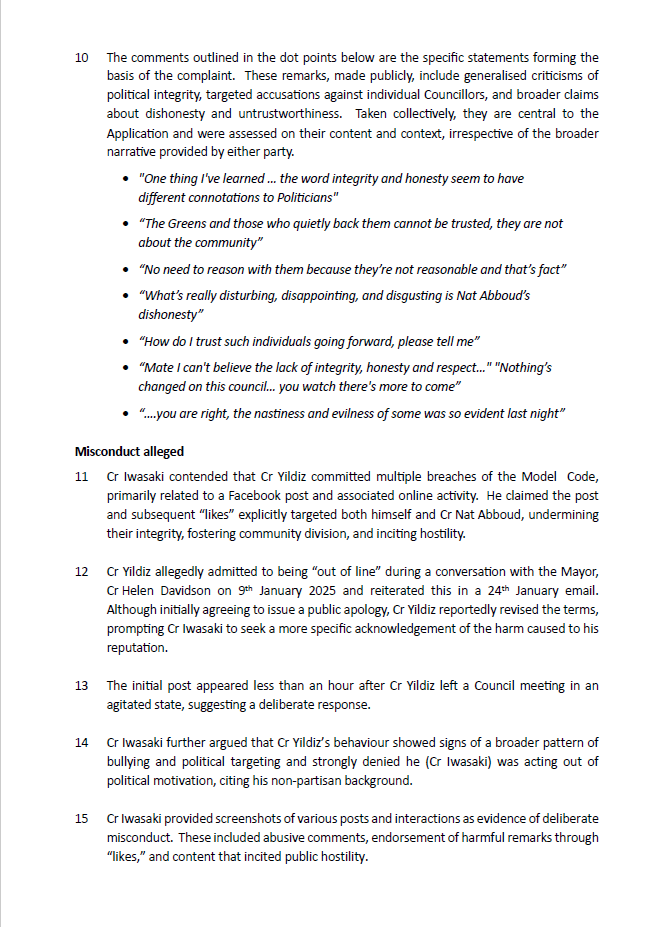 10 The comments outlined in the dot points below are the specific statements forming the
basis of the complaint. These remarks, made publicly, include generalised criticisms of
political integrity, targeted accusations against individual Councillors, and broader claims
about dishonesty and untrustworthiness. Taken collectively, they are central to the
Application and were assessed on their content and context, irrespective of the broader
narrative provided by either party.
• "One thing I've learned ... the word integrity and honesty seem to have
different connotations to Politicians"
• “The Greens and those who quietly back them cannot be trusted, they are not
about the community”
• “No need to reason with them because they’re not reasonable and that’s fact”
• “What’s really disturbing, disappointing, and disgusting is Nat Abboud’s
dishonesty”
• “How do I trust such individuals going forward, please tell me”
• “Mate I can't believe the lack of integrity, honesty and respect..." "Nothing’s
changed on this council... you watch there's more to come”
• “....you are right, the nastiness and evilness of some was so evident last night”
Misconduct alleged
11 Cr Iwasaki contended that Cr Yildiz committed multiple breaches of the Model Code,
primarily related to a Facebook post and associated online activity. He claimed the post
and subsequent “likes” explicitly targeted both himself and Cr Nat Abboud, undermining
their integrity, fostering community division, and inciting hostility.
12 Cr Yildiz allegedly admitted to being “out of line” during a conversation with the Mayor,
Cr Helen Davidson on 9th January 2025 and reiterated this in a 24th January email.
Although initially agreeing to issue a public apology, Cr Yildiz reportedly revised the terms,
prompting Cr Iwasaki to seek a more specific acknowledgement of the harm caused to his
reputation.
13 The initial post appeared less than an hour after Cr Yildiz left a Council meeting in an
agitated state, suggesting a deliberate response.
14 Cr Iwasaki further argued that Cr Yildiz’s behaviour showed signs of a broader pattern of
bullying and political targeting and strongly denied he (Cr Iwasaki) was acting out of
political motivation, citing his non-partisan background.
15 Cr Iwasaki provided screenshots of various posts and interactions as evidence of deliberate
misconduct. These included abusive comments, endorsement of harmful remarks through
“likes,” and content that incited public hostility.